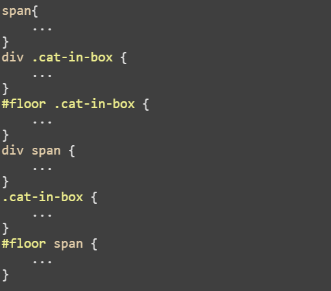 span{
    ...
}
div .cat-in-box {
    ...
}
#floor .cat-in-box {
    ...
}
div span {
    ...
}
.cat-in-box {
    ...
}
#floor span {
    ...
}